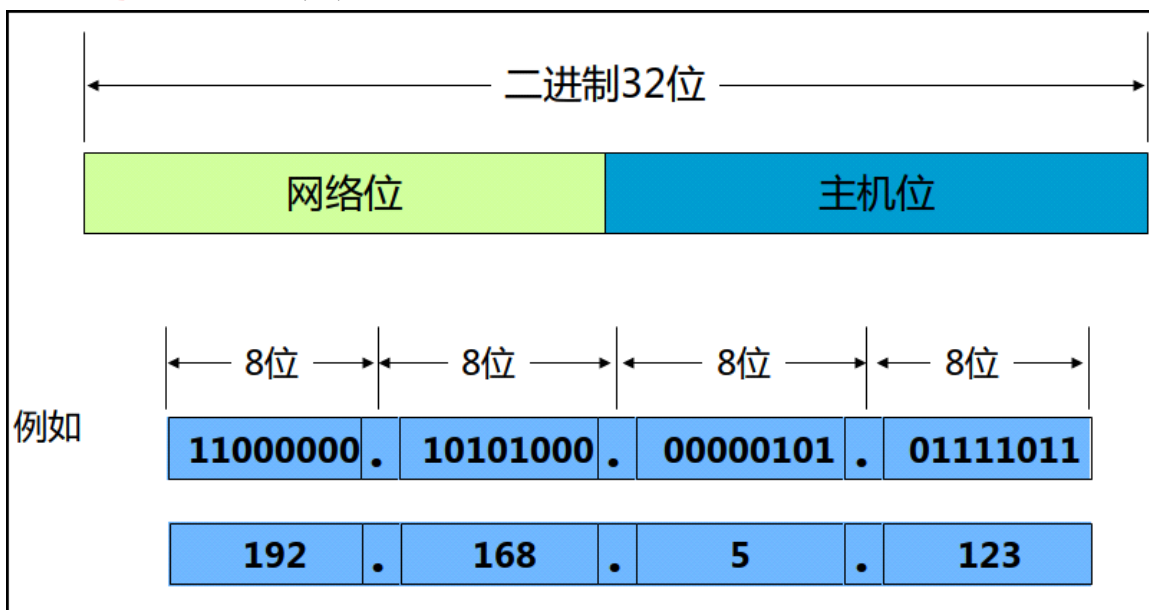 二进制32位
网络位 主机位
8位 8位 8位 8位
例如
11000000 . 10101000 . 00000101 . 01111011
192 . 168 . 5 . 123